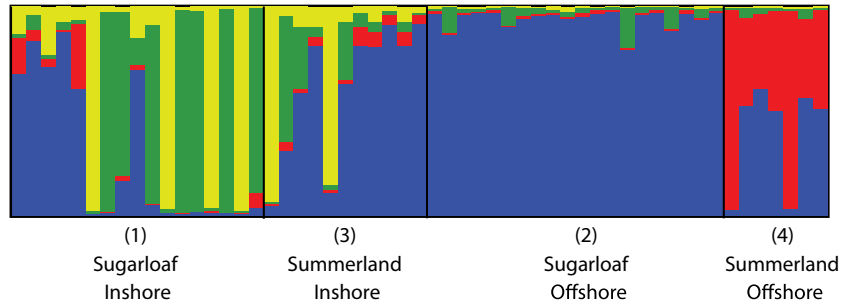 (1) (3) (2) (4)
Sugarloaf Summerland Sugarloaf Summerland
Inshore Inshore Offshore Offshore